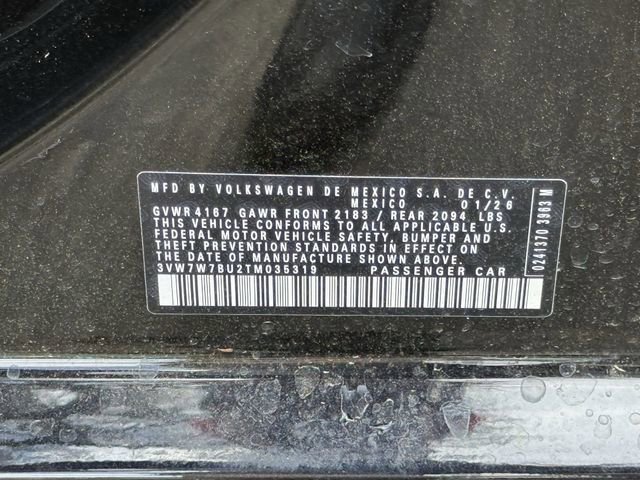 MFD BY VOLKSWAGEN DE MEXICO S.A. DE C.V.
MEXICO 01/26
GVWR 4167 GAWR FRONT 2183 / REAR 2094 LBS
THIS VEHICLE CONFORMS TO ALL APPLICABLE U.S.
FEDERAL MOTOR VEHICLE SAFETY, BUMPER AND
THEFT PREVENTION STANDARDS IN EFFECT ON
THE DATE OF MANUFACTURE SHOWN ABOVE.
3VW7W7BU2TM035319 PASSENGER CAR
0241370 3963 M